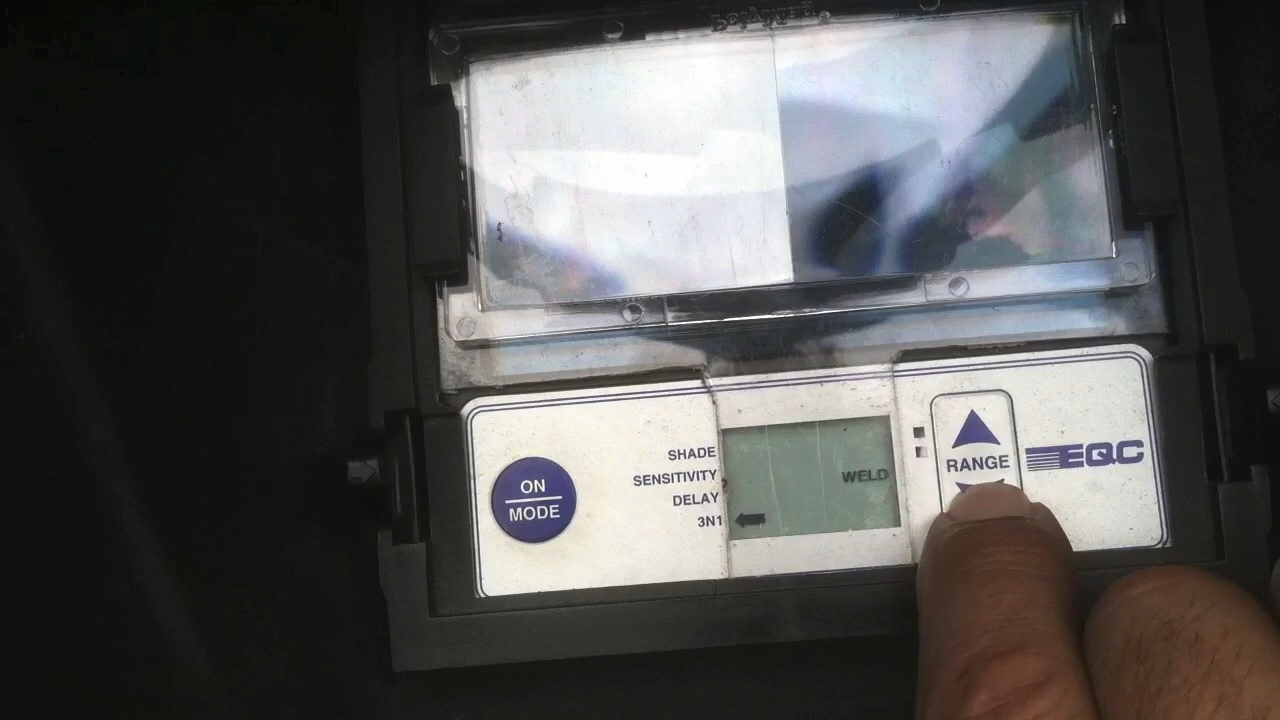 ON
MODE
SHADE
SENSITIVITY
DELAY
3N1
WELD
RANGE
EQC